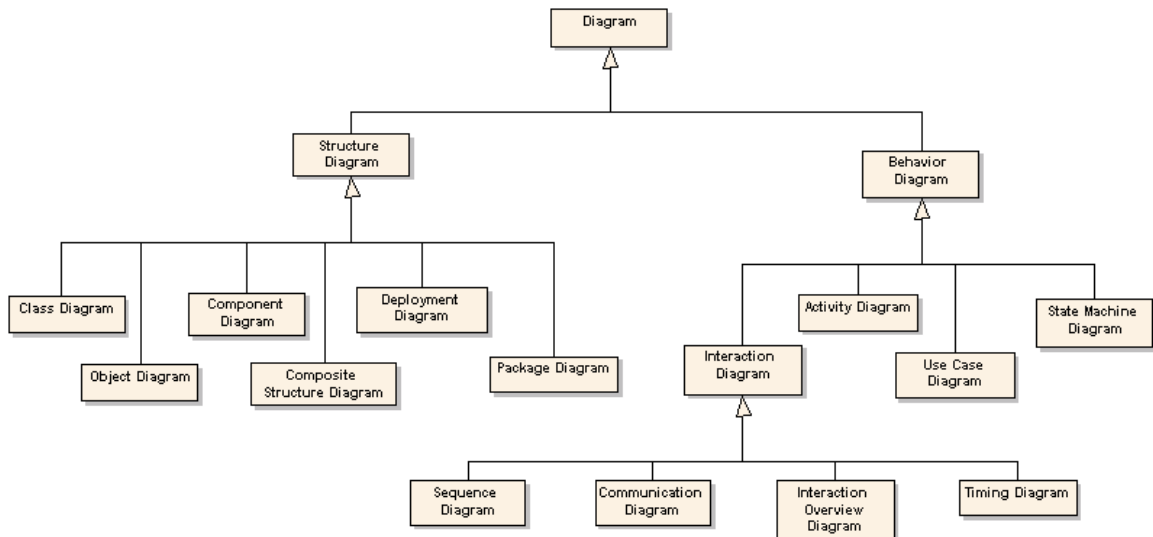 Diagram
Structure
Diagram
Behavior
Diagram
Class Diagram
Object Diagram
Component
Diagram
Composite
Structure Diagram
Deployment
Diagram
Package Diagram
Interaction
Diagram
Activity Diagram
Use Case
Diagram
State Machine
Diagram
Sequence
Diagram
Communication
Diagram
Interaction
Overview
Diagram
Timing Diagram